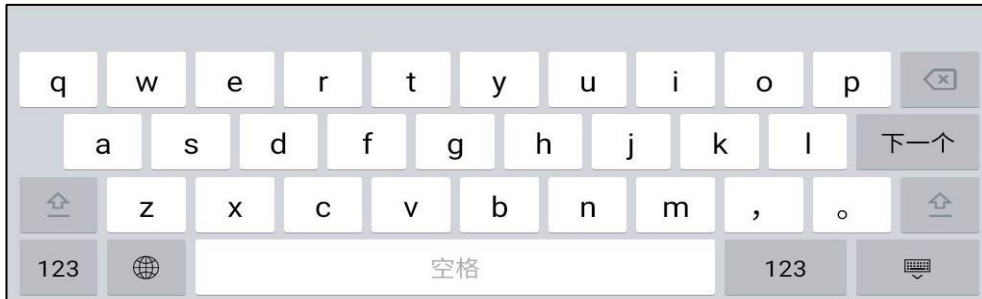 q w e r t y u i o p
a s d f g h j k l 下一个
z x c v b n m ， 。
123 空格 123